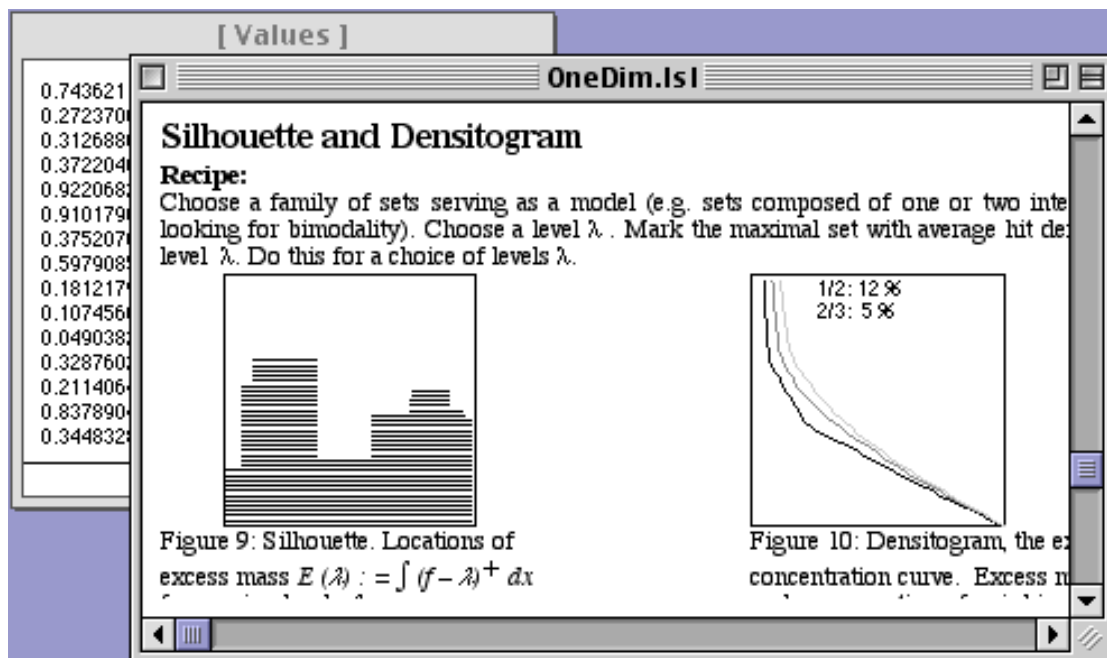 [ Values ]
0.743621
0.272370
0.312688
0.372204
0.922068
0.910179
0.375207
0.597908
0.181217
0.107456
0.049038
0.328760
0.211406
0.837890
0.344832
OneDim.lsl
Silhouette and Densitogram
Recipe:
Choose a family of sets serving as a model (e.g. sets composed of one or two inte
looking for bimodality). Choose a level λ . Mark the maximal set with average hit de
level λ. Do this for a choice of levels λ.
1/2: 12 %
2/3: 5 %
Figure 9: Silhouette. Locations of
excess mass E (λ) : = ∫ (f – λ)⁺ dx
Figure 10: Densitogram, the e
concentration curve. Excess m